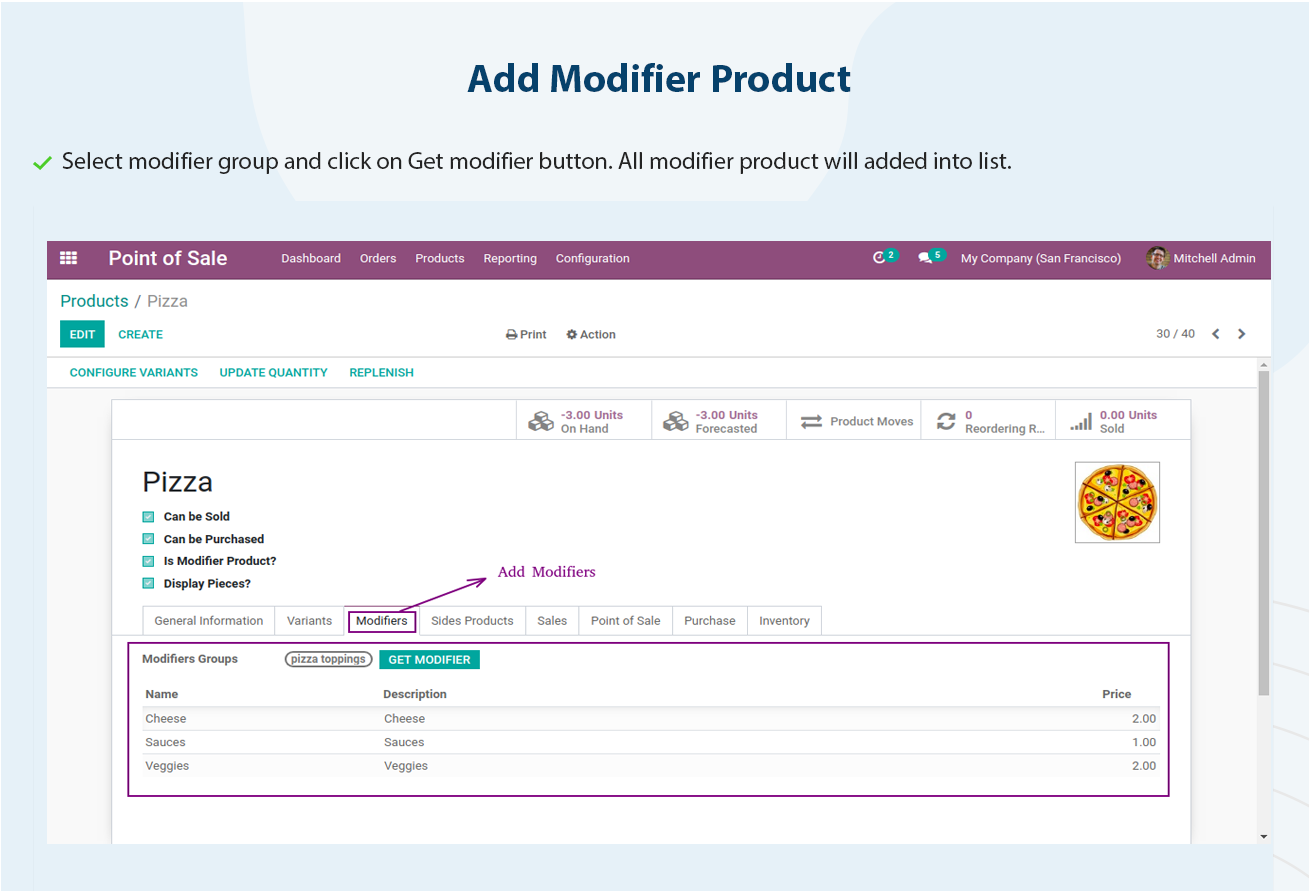 Add Modifier Product
Select modifier group and click on Get modifier button. All modifier product will added into list.
Point of Sale Dashboard Orders Products Reporting Configuration 2 5 My Company (San Francisco) Mitchell Admin
Products / Pizza
EDIT CREATE Print Action 30 / 40
CONFIGURE VARIANTS UPDATE QUANTITY REPLENISH
-3.00 Units -3.00 Units Product Moves 0 0.00 Units
On Hand Forecasted Reordering R... Sold
Pizza
Can be Sold
Can be Purchased
Is Modifier Product?
Add Modifiers
Display Pieces?
General Information Variants Modifiers Sides Products Sales Point of Sale Purchase Inventory
Modifiers Groups pizza toppings GET MODIFIER
Name Description Price
Cheese Cheese 2.00
Sauces Sauces 1.00
Veggies Veggies 2.00